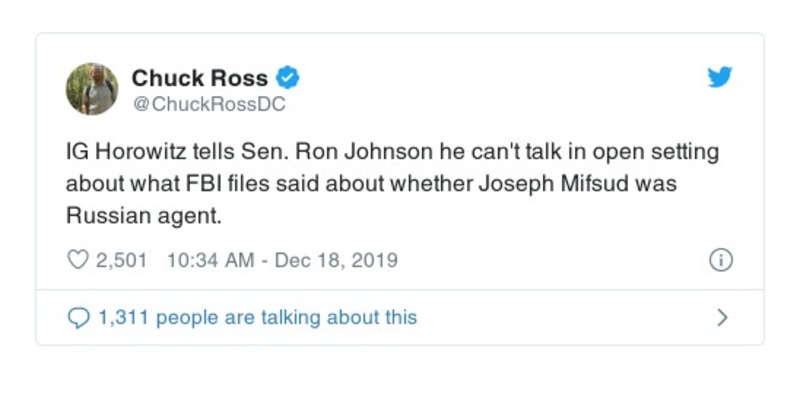 Chuck Ross
@ChuckRossDC
IG Horowitz tells Sen. Ron Johnson he can't talk in open setting
about what FBI files said about whether Joseph Mifsud was
Russian agent.
2,501 10:34 AM - Dec 18, 2019
1,311 people are talking about this